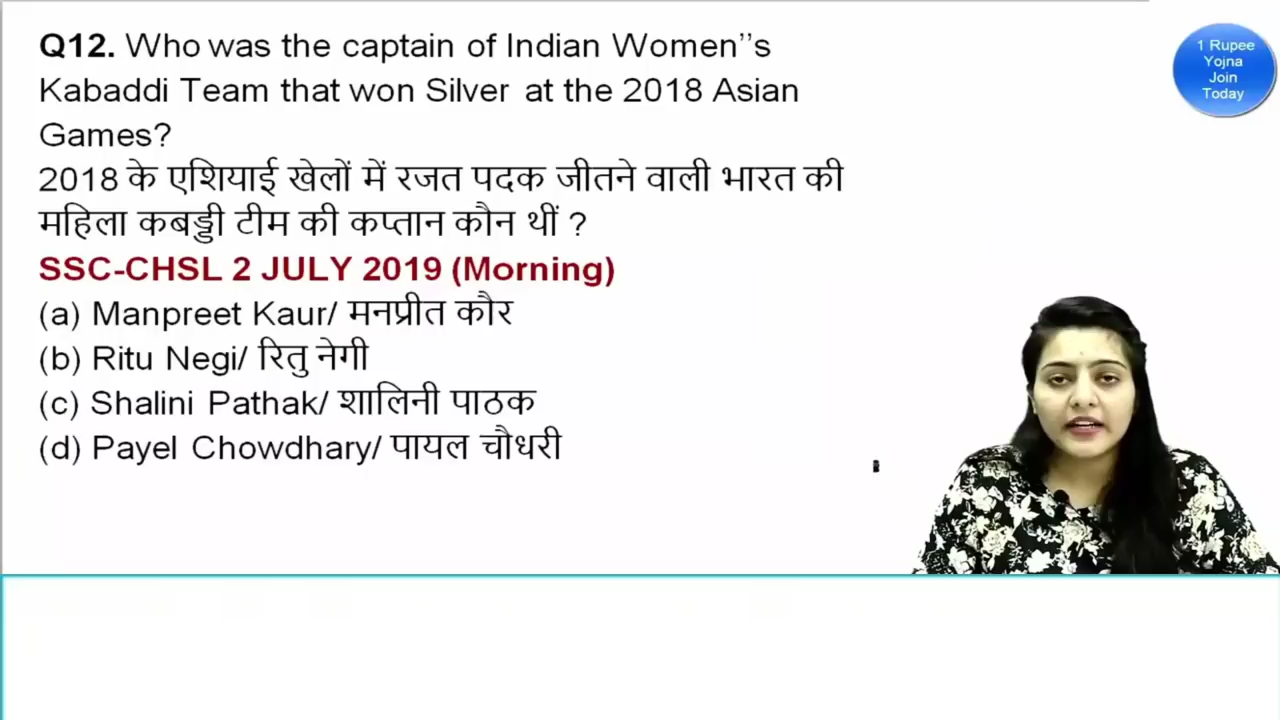 Q12. Who was the captain of Indian Women''s
Kabaddi Team that won Silver at the 2018 Asian
Games?
2018 के एशियाई खेलों में रजत पदक जीतने वाली भारत की
महिला कबड्डी टीम की कप्तान कौन थीं ?
SSC-CHSL 2 JULY 2019 (Morning)
(a) Manpreet Kaur/ मनप्रीत कौर
(b) Ritu Negi/ रितु नेगी
(c) Shalini Pathak/ शालिनी पाठक
(d) Payel Chowdhary/ पायल चौधरी
1 Rupee
Yojna
Join
Today